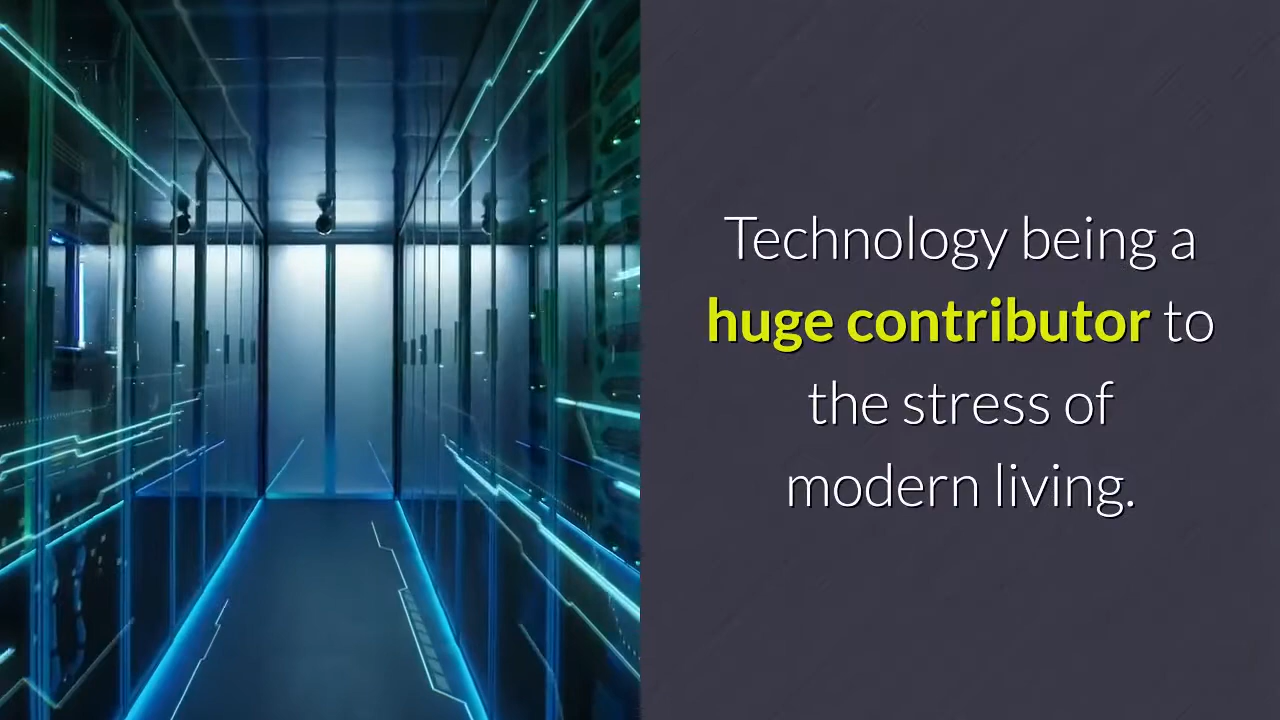 Technology being a
huge contributor to
the stress of
modern living.